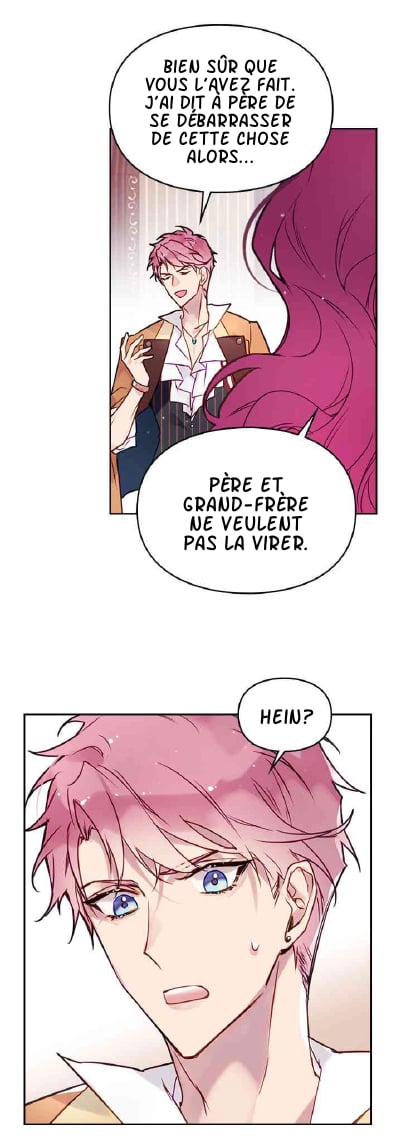 BIEN SÛR QUE
VOUS L'AVEZ FAIT.
J'AI DIT À PÈRE DE
SE DÉBARRASSER
DE CETTE CHOSE
ALORS...
PÈRE ET
GRAND-FRÈRE
NE VEULENT
PAS LA VIRER.
HEIN?